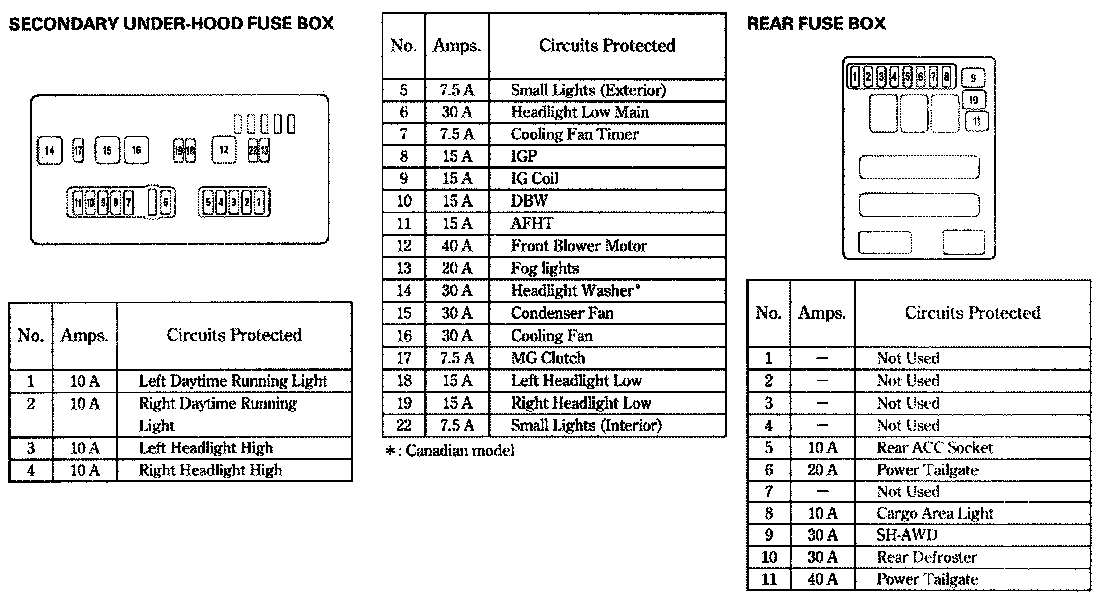 SECONDARY UNDER-HOOD FUSE BOX
14 17 15 16 19 18 12 22 13
11 10 9 8 7 6 5 4 3 2 1
No. Amps. Circuits Protected
1 10 A Left Daytime Running Light
2 10 A Right Daytime Running
Light
3 10 A Left Headlight High
4 10 A Right Headlight High
No. Amps. Circuits Protected
5 7.5 A Small Lights (Exterior)
6 30 A Headlight Low Main
7 7.5 A Cooling Fan Timer
8 15 A IGP
9 15 A IG Coil
10 15 A DBW
11 15 A AFHT
12 40 A Front Blower Motor
13 20 A Fog lights
14 30 A Headlight Washer*
15 30 A Condenser Fan
16 30 A Cooling Fan
17 7.5 A MG Clutch
18 15 A Left Headlight Low
19 15 A Right Headlight Low
22 7.5 A Small Lights (Interior)
* : Canadian model
REAR FUSE BOX
1 2 3 4 5 6 7 8 9
10
11
No. Amps. Circuits Protected
1 – Not Used
2 – Not Used
3 – Not Used
4 – Not Used
5 10 A Rear ACC Socket
6 20 A Power Tailgate
7 – Not Used
8 10 A Cargo Area Light
9 30 A SH-AWD
10 30 A Rear Defroster
11 40 A Power Tailgate